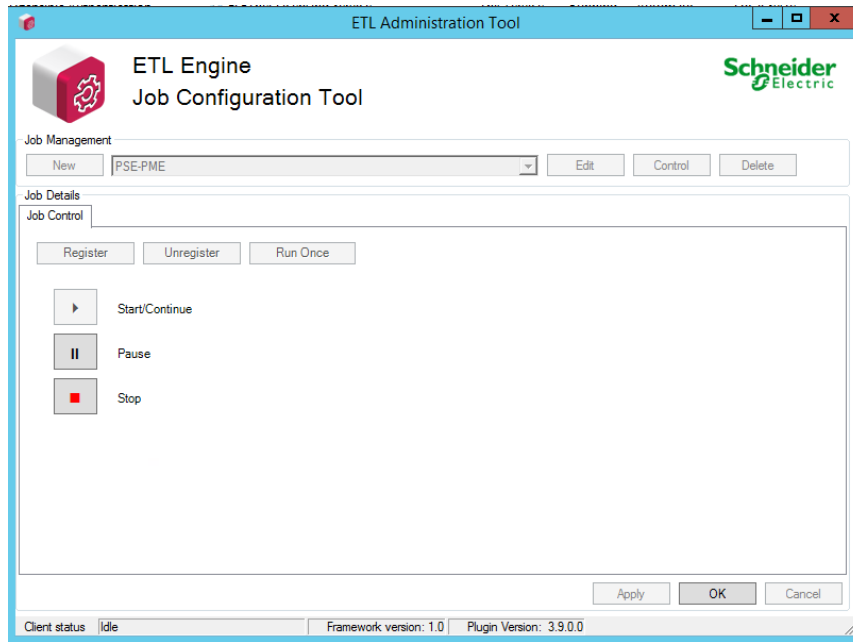 ETL Administration Tool
ETL Engine
Job Configuration Tool
Schneider
Electric
Job Management
New PSE-PME Edit Control Delete
Job Details
Job Control
Register Unregister Run Once
Start/Continue
Pause
Stop
Apply OK Cancel
Client status Idle Framework version: 1.0 Plugin Version: 3.9.0.0